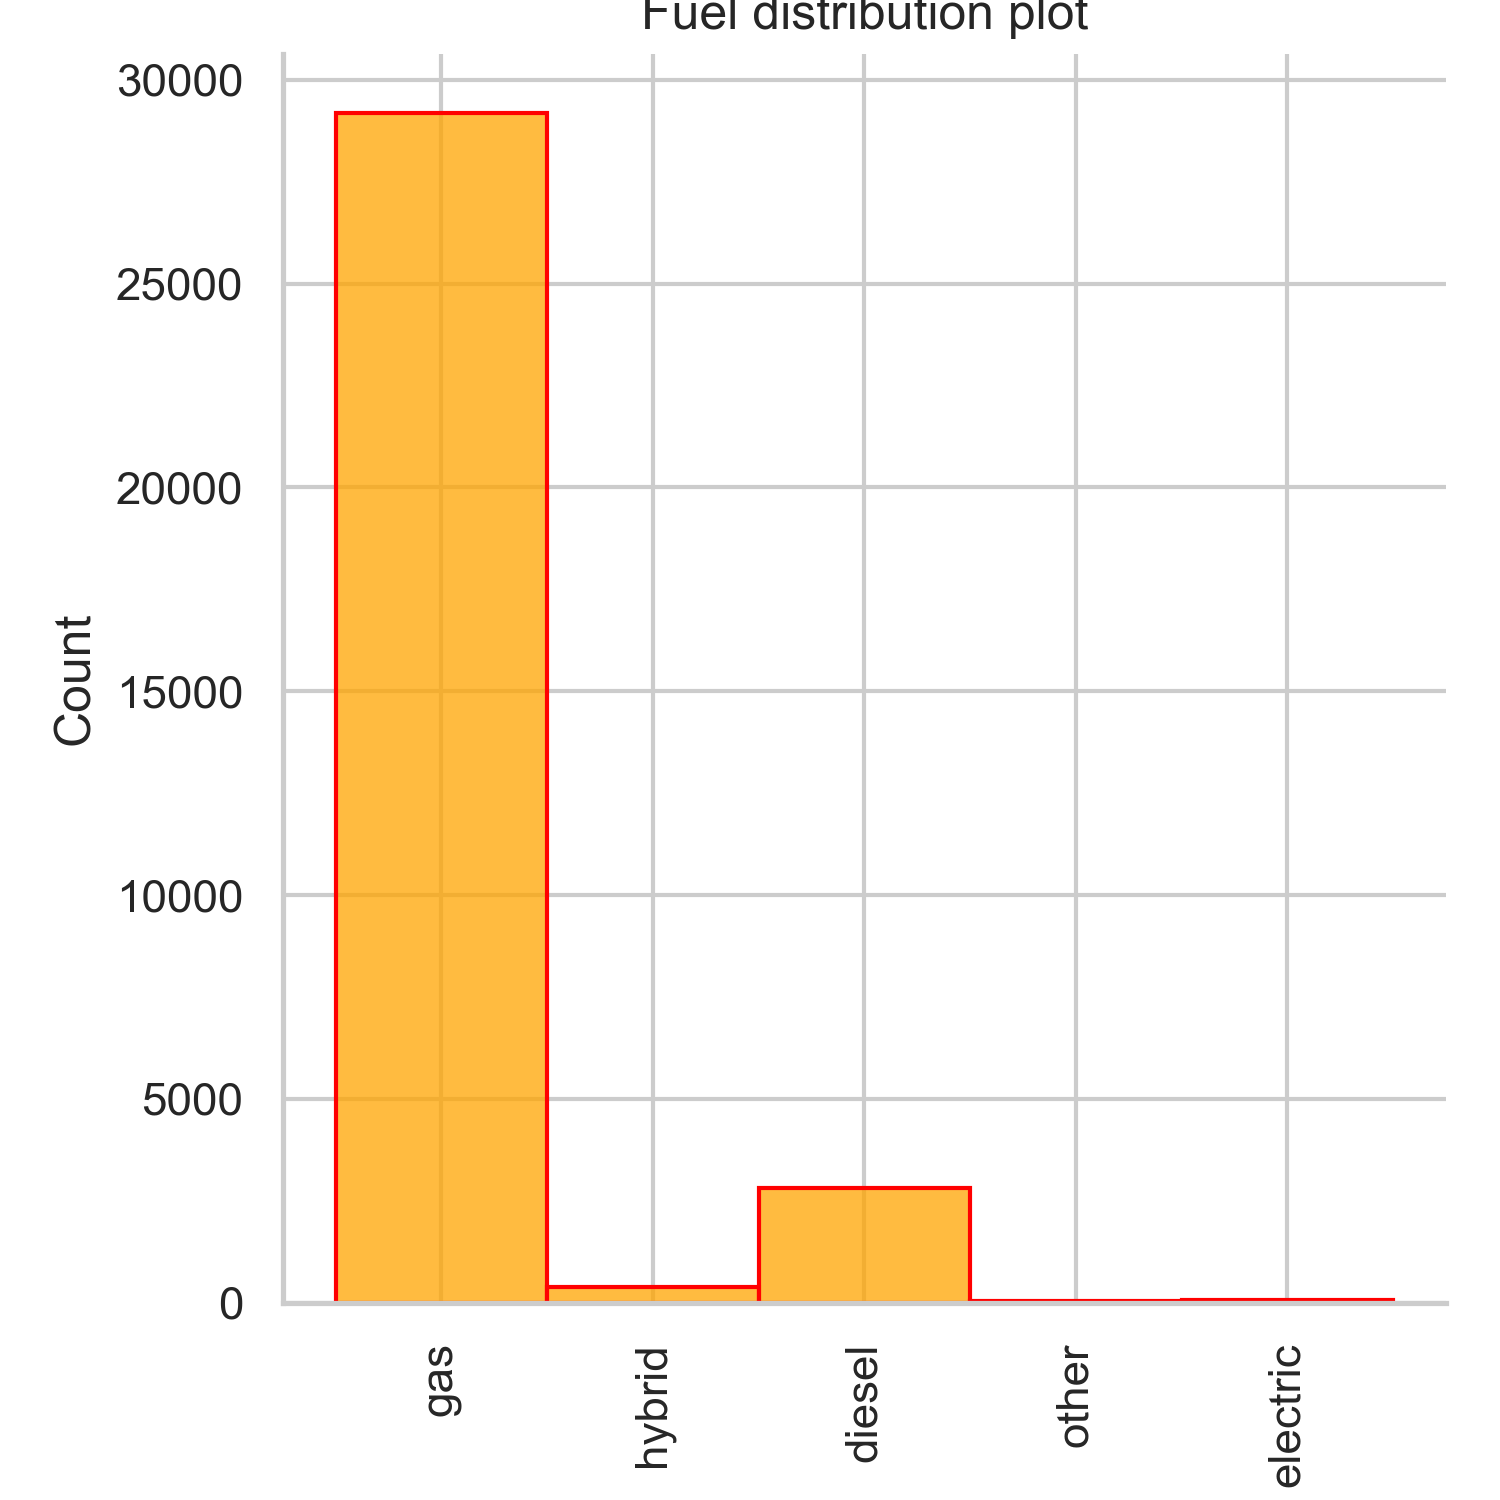 Fuel distribution plot
30000
25000
20000
15000
10000
5000
0
Count
gas
hybrid
diesel
other
electric